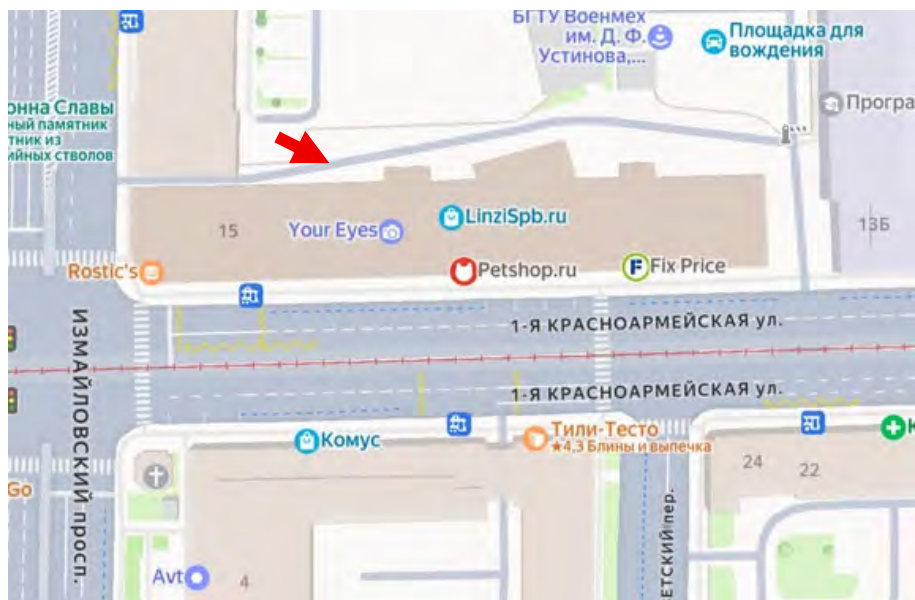 БГТУ Военмех
им. Д. Ф.
Устинова,...
Площадка для
вождения
онна Славы
ный памятник
тник из
ийных стволов
Програ
15
Your Eyes
LinziSpb.ru
13Б
Rostic's
Petshop.ru
Fix Price
ИЗМАЙЛОВСКИЙ просп.
1-Я КРАСНОАРМЕЙСКАЯ ул.
1-Я КРАСНОАРМЕЙСКАЯ ул.
Комус
Тили-Тесто
★4,3 Блины и выпечка
К
24
22
Go
ЕТСКИЙ пер.
Avt
4